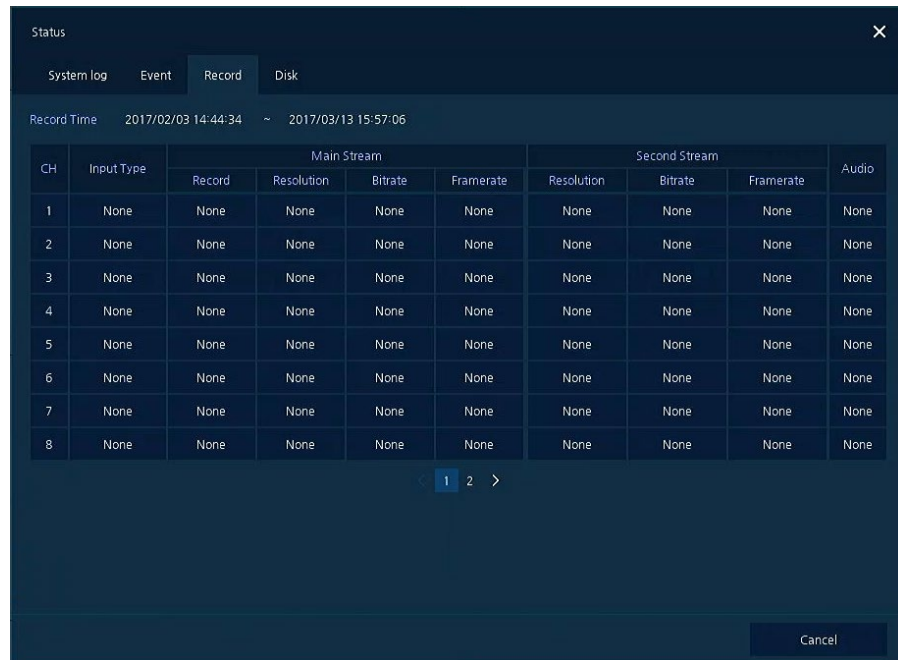 Status
System log Event Record Disk
Record Time 2017/02/03 14:44:34 ~ 2017/03/13 15:57:06
CH Input Type Main Stream Second Stream Audio
Record Resolution Bitrate Framerate Resolution Bitrate Framerate
1 None None None None None None None None None
2 None None None None None None None None None
3 None None None None None None None None None
4 None None None None None None None None None
5 None None None None None None None None None
6 None None None None None None None None None
7 None None None None None None None None None
8 None None None None None None None None None
1 2
Cancel